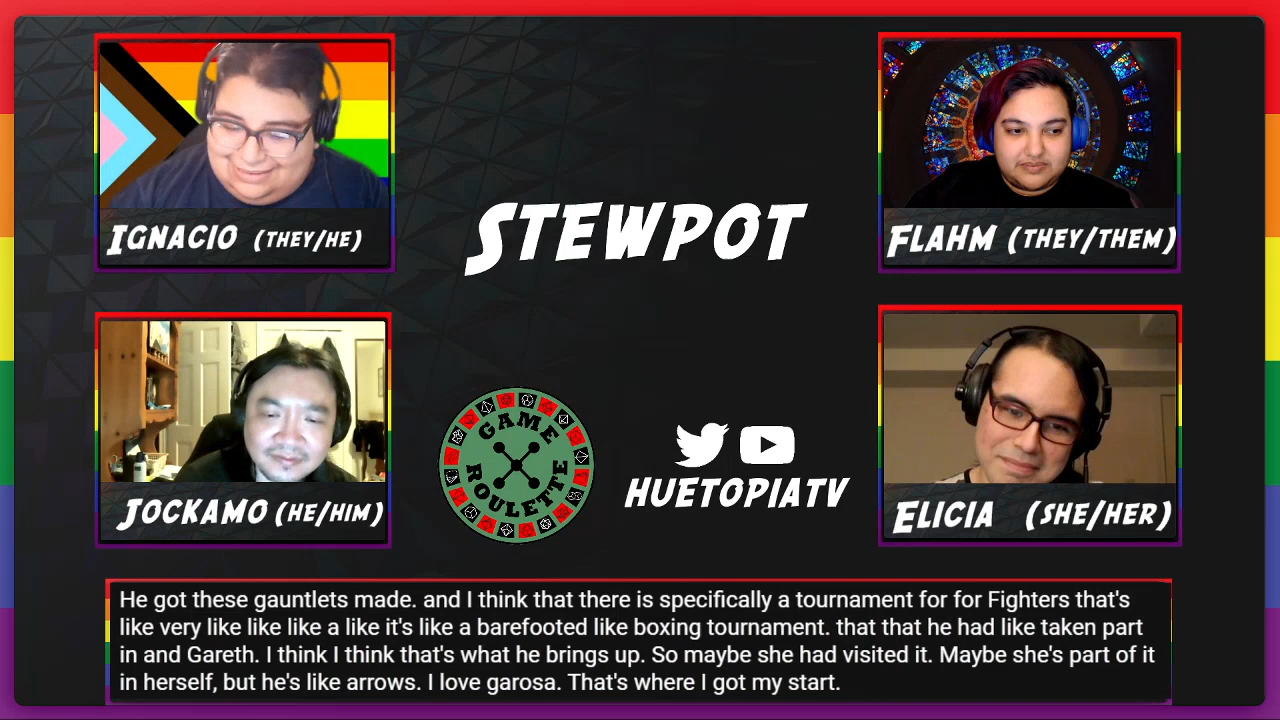 IGNACIO (THEY/HE)
FLAHM (THEY/THEM)
STEWPOT
JOCKAMO (HE/HIM)
GAME
ROULETTE
HUETOPIATV
ELICIA (SHE/HER)
He got these gauntlets made. and I think that there is specifically a tournament for for Fighters that's
like very like like like a like it's like a barefooted like boxing tournament. that that he had like taken part
in and Gareth. I think I think that's what he brings up. So maybe she had visited it. Maybe she's part of it
in herself, but he's like arrows. I love garosa. That's where I got my start.